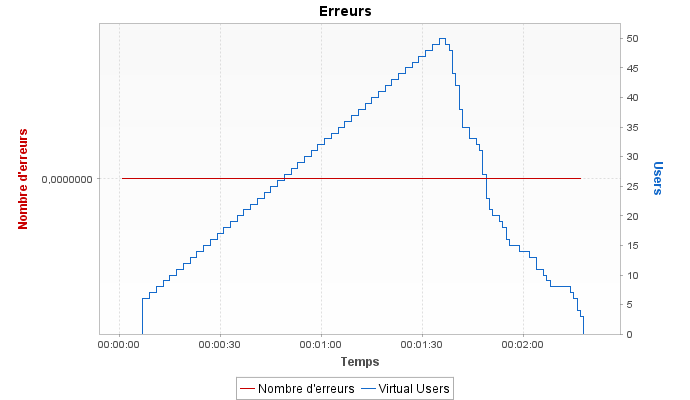 Erreurs
Nombre d'erreurs
0,0000000
50
45
40
35
30
25
20
15
10
5
0
Users
00:00:00 00:00:30 00:01:00 00:01:30 00:02:00
Temps
Nombre d'erreurs Virtual Users